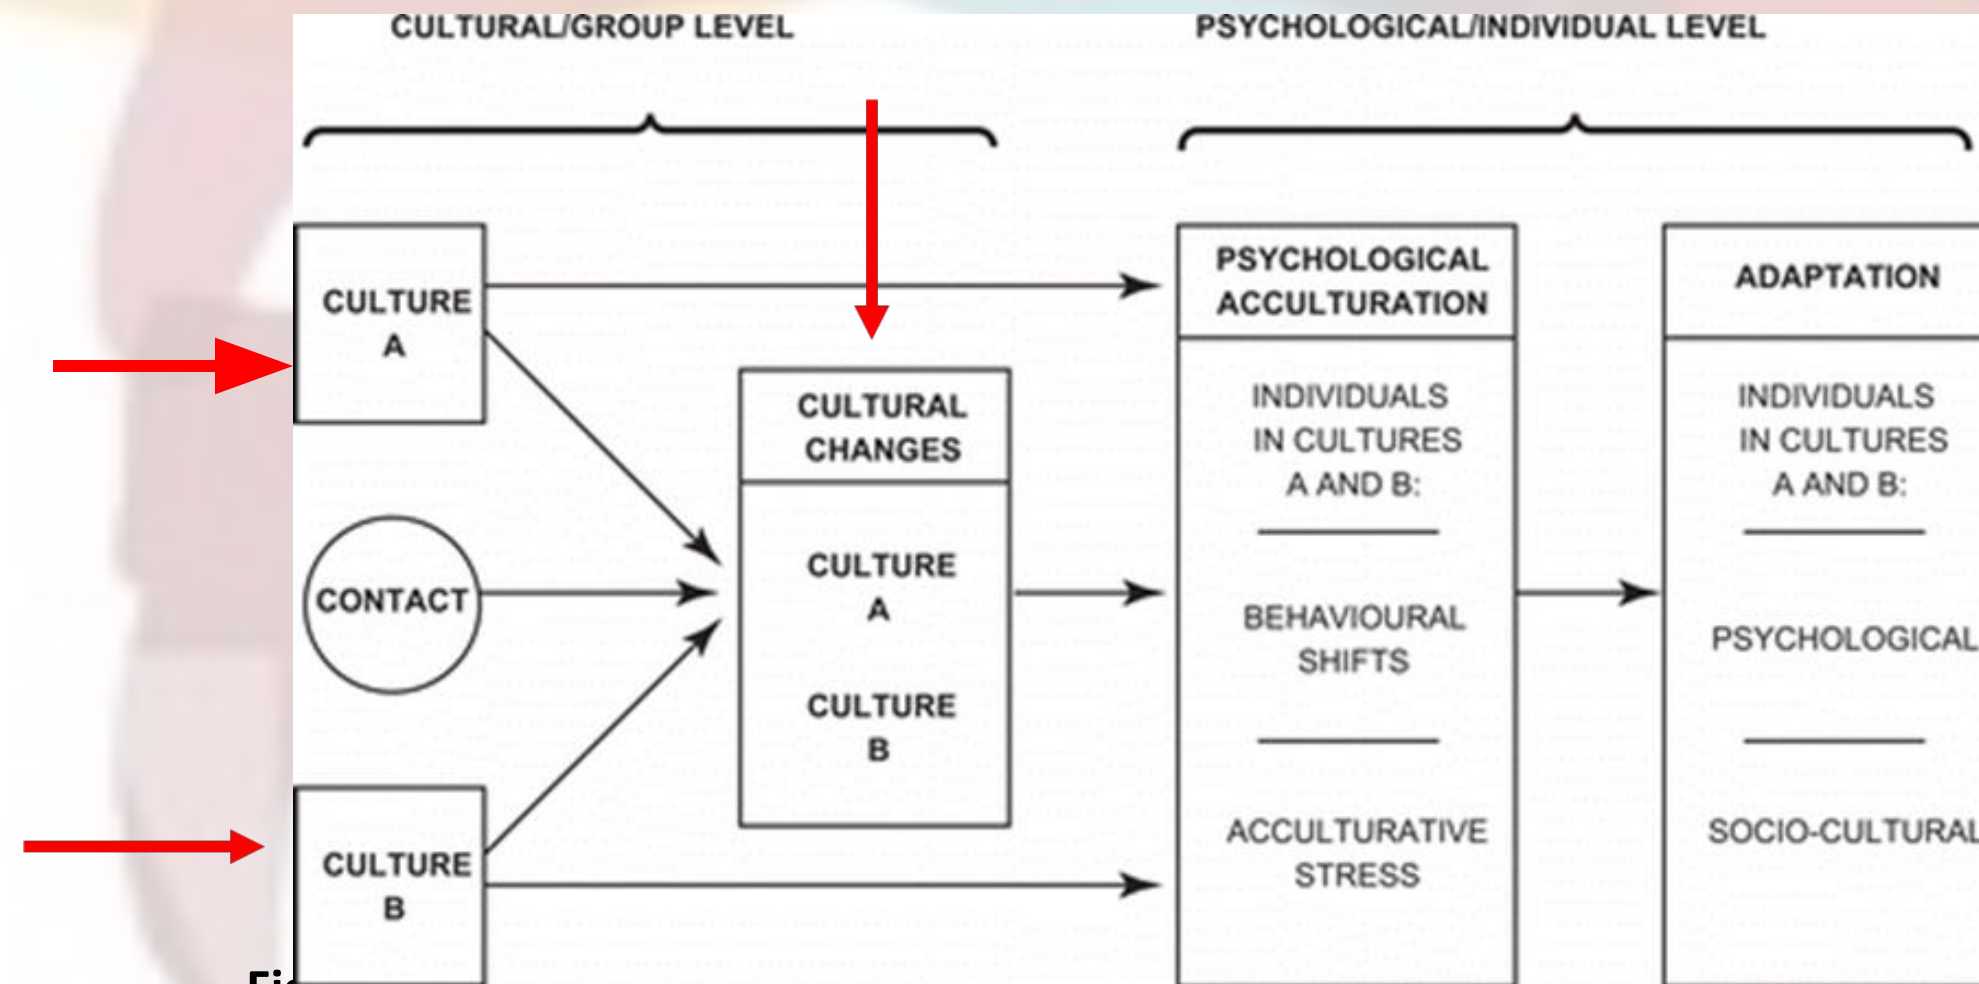 CULTURAL/GROUP LEVEL
PSYCHOLOGICAL/INDIVIDUAL LEVEL
CULTURE
A
CONTACT
CULTURE
B
CULTURAL
CHANGES
CULTURE
A
CULTURE
B
PSYCHOLOGICAL
ACCULTURATION
INDIVIDUALS
IN CULTURES
A AND B:
BEHAVIOURAL
SHIFTS
ACCULTURATIVE
STRESS
ADAPTATION
INDIVIDUALS
IN CULTURES
A AND B:
PSYCHOLOGICAL
SOCIO-CULTURAL